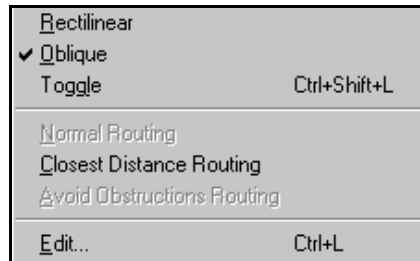 Rectilinear
✔ Oblique
Toggle Ctrl+Shift+L
Normal Routing
Closest Distance Routing
Avoid Obstructions Routing
Edit... Ctrl+L